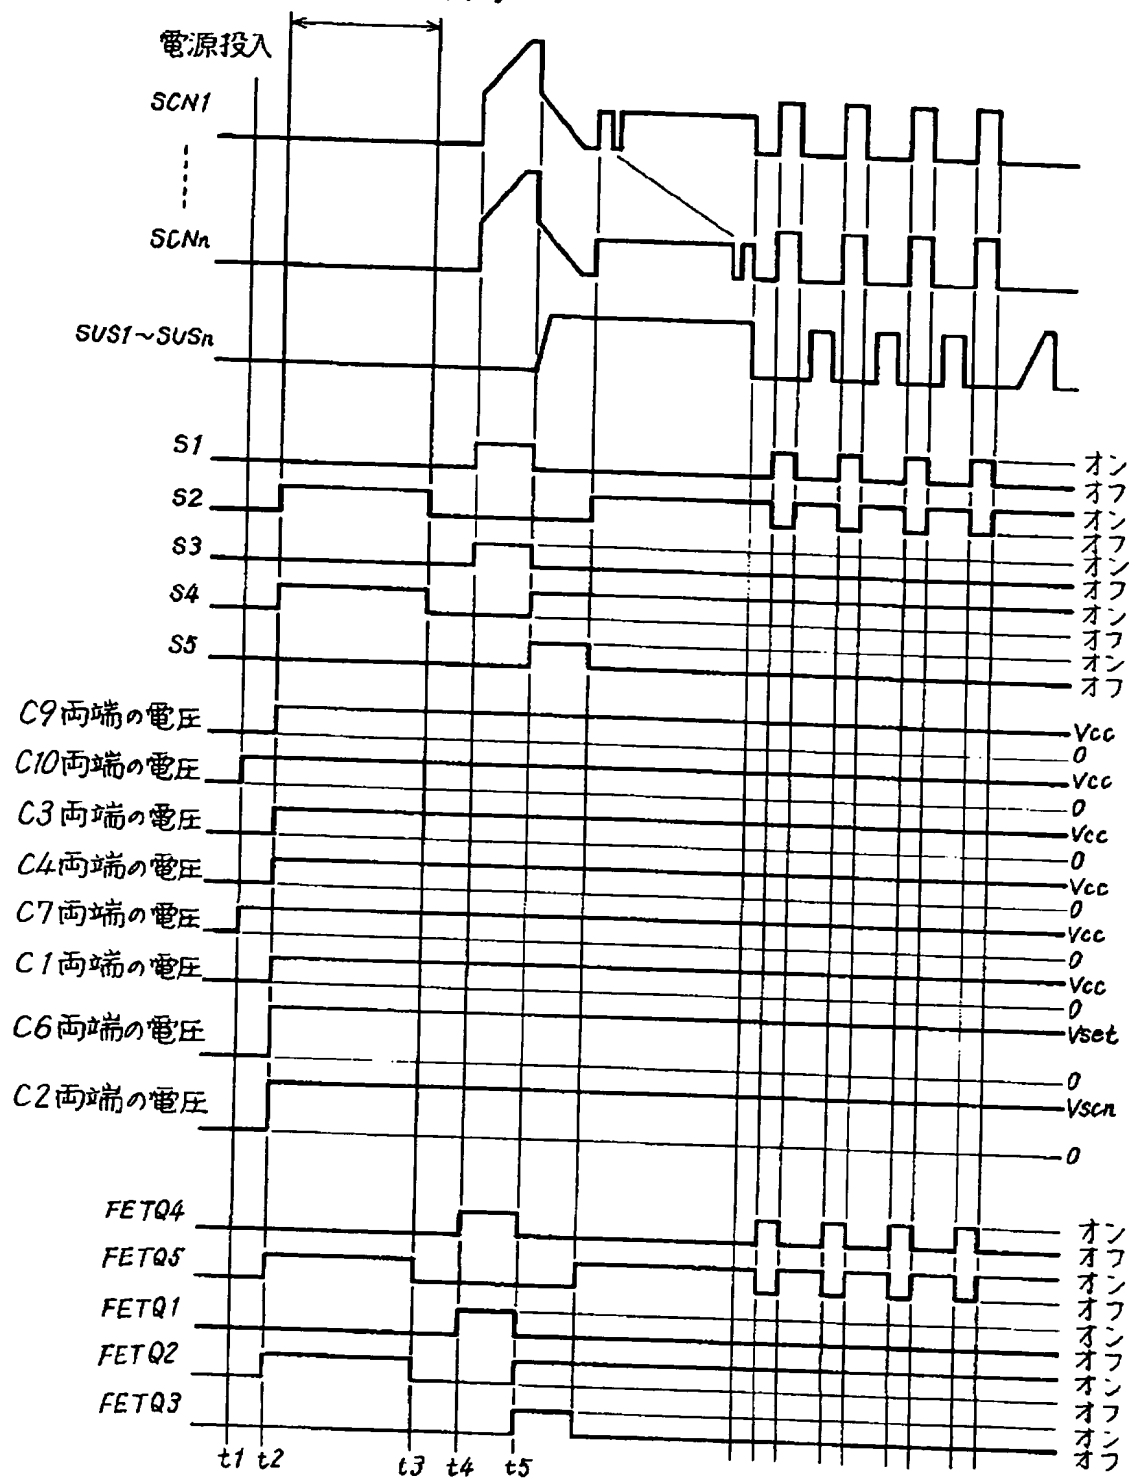 電源投入
SCN1
SCNn
SUS1~SUSn
S1
オン
オフ
S2
オン
オフ
S3
オン
オフ
S4
オン
オフ
S5
オン
オフ
C9両端の電圧
Vcc
0
C10両端の電圧
Vcc
0
C3両端の電圧
Vcc
0
C4両端の電圧
Vcc
0
C7両端の電圧
Vcc
0
C1両端の電圧
Vcc
0
C6両端の電圧
Vset
0
C2両端の電圧
Vscn
0
FETQ4
オン
オフ
FETQ5
オン
オフ
FETQ1
オン
オフ
FETQ2
オン
オフ
FETQ3
オン
オフ
t1 t2 t3 t4 t5